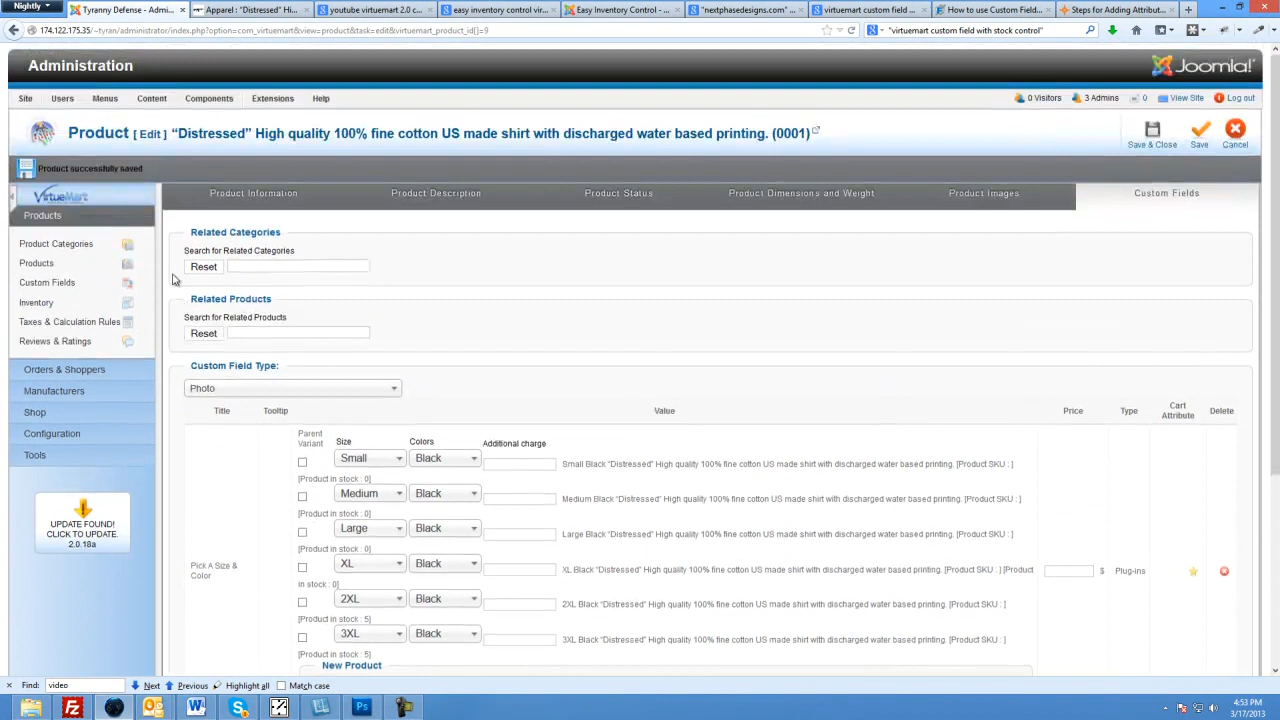 Nightly
Tyranny Defense - [Admi...
Apparel : "Distressed" Hi...
youtube virtuemart 2.0 c...
easy inventory control vir...
Easy Inventory Control - ...
"nextphasedesigns.com" ...
virtuemart custom field ...
How to use Custom Field...
Steps for Adding Attribut...
174.122.175.35/~tyran/administrator/index.php?option=com_virtuemart&view=product&task=edit&virtuemart_product_id[]=9
"virtuemart custom field with stock control"
Administration
Joomla!
Site Users Menus Content Components Extensions Help
0 Visitors 3 Admins 0 View Site Log out
Product [ Edit ] "Distressed" High quality 100% fine cotton US made shirt with discharged water based printing. (0001)
Save & Close Save Cancel
Product successfully saved
VirtueMart
Products
Product Categories
Products
Custom Fields
Inventory
Taxes & Calculation Rules
Reviews & Ratings
Orders & Shoppers
Manufacturers
Shop
Configuration
Tools
UPDATE FOUND!
CLICK TO UPDATE.
2.0.18a
Product Information Product Description Product Status Product Dimensions and Weight Product Images Custom Fields
Related Categories
Search for Related Categories
Reset
Related Products
Search for Related Products
Reset
Custom Field Type:
Photo
Title Tooltip Value Price Type Cart Attribute Delete
Parent Variant Size Colors Additional charge
Small Black Small Black "Distressed" High quality 100% fine cotton US made shirt with discharged water based printing. [Product SKU : ]
[Product in stock : 0]
Medium Black Medium Black "Distressed" High quality 100% fine cotton US made shirt with discharged water based printing. [Product SKU : ]
[Product in stock : 0]
Large Black Large Black "Distressed" High quality 100% fine cotton US made shirt with discharged water based printing. [Product SKU : ]
[Product in stock : 0]
Pick A Size & Color
XL Black XL Black "Distressed" High quality 100% fine cotton US made shirt with discharged water based printing. [Product SKU : ] [Product
in stock : 0]
$ Plug-ins
2XL Black 2XL Black "Distressed" High quality 100% fine cotton US made shirt with discharged water based printing. [Product SKU : ]
[Product in stock : 5]
3XL Black 3XL Black "Distressed" High quality 100% fine cotton US made shirt with discharged water based printing. [Product SKU : ]
[Product in stock : 5]
New Product
Find: video Next Previous Highlight all Match case
4:53 PM
3/17/2013